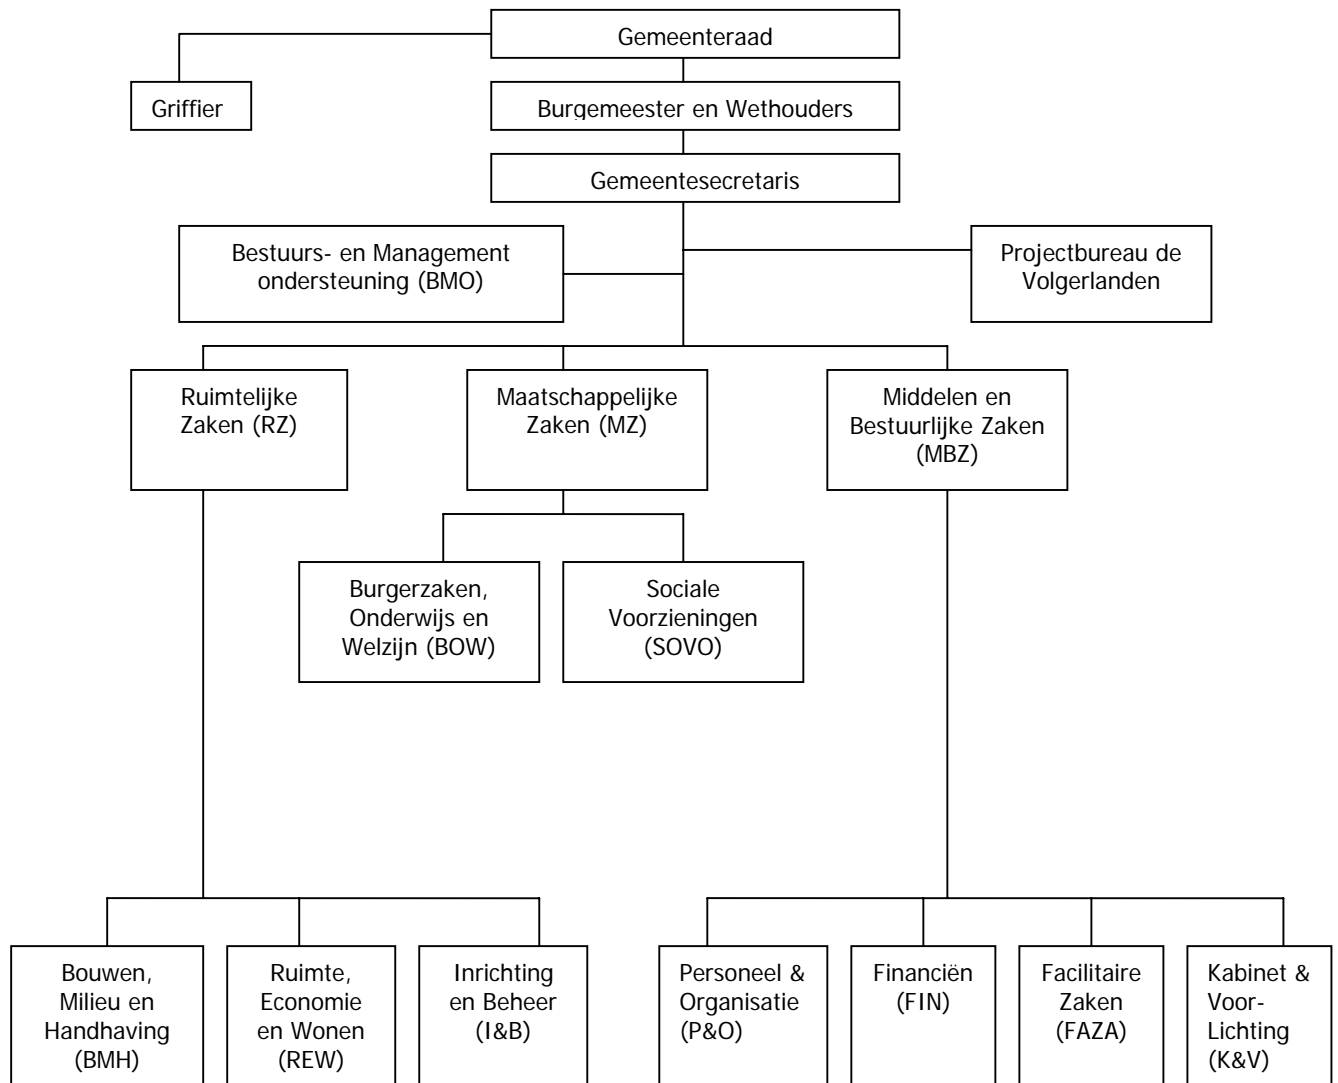 Gemeenteraad
Griffier
Burgemeester en Wethouders
Gemeentesecretaris
Bestuurs- en Management
ondersteuning (BMO)
Projectbureau de
Volgerlanden
Ruimtelijke
Zaken (RZ)
Maatschappelijke
Zaken (MZ)
Middelen en
Bestuurlijke Zaken
(MBZ)
Burgerzaken,
Onderwijs en
Welzijn (BOW)
Sociale
Voorzieningen
(SOVO)
Bouwen,
Milieu en
Handhaving
(BMH)
Ruimte,
Economie
en Wonen
(REW)
Inrichting
en Beheer
(I&B)
Personeel &
Organisatie
(P&O)
Financiën
(FIN)
Facilitaire
Zaken
(FAZA)
Kabinet &
Voor-
Lichting
(K&V)